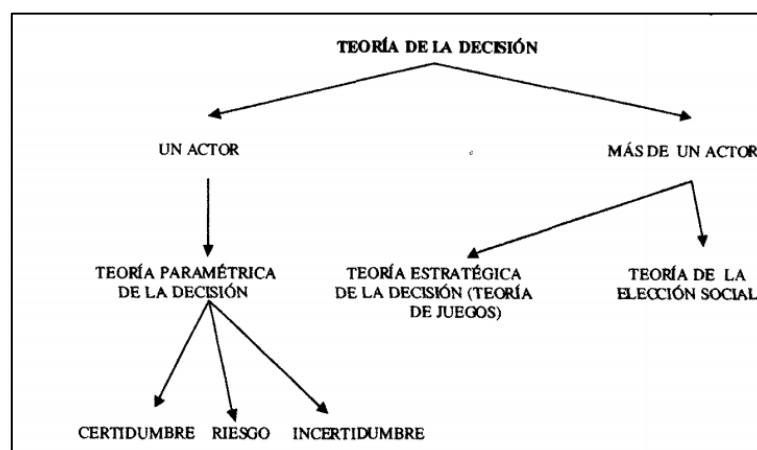 TEORÍA DE LA DECISIÓN
UN ACTOR
MÁS DE UN ACTOR
TEORÍA PARAMÉTRICA
DE LA DECISIÓN
TEORÍA ESTRATÉGICA
DE LA DECISIÓN (TEORÍA
DE JUEGOS)
TEORÍA DE LA
ELECCIÓN SOCIAL
CERTIDUMBRE RIESGO INCERTIDUMBRE